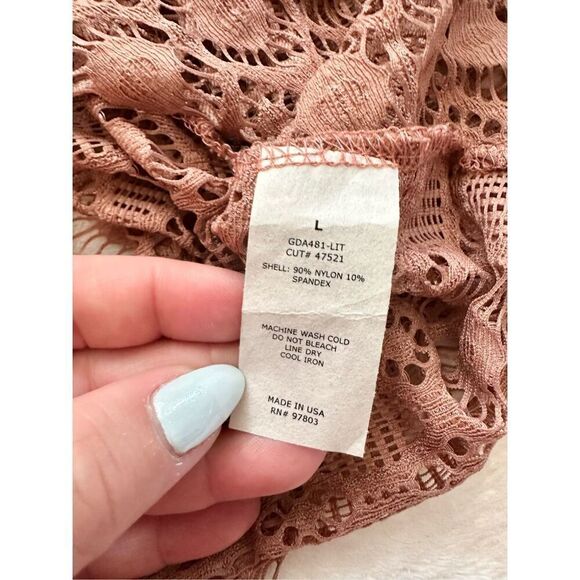 L
GDA481-LIT
CUT# 47521
SHELL: 90% NYLON 10%
SPANDEX
MACHINE WASH COLD
DO NOT BLEACH
LINE DRY
COOL IRON
MADE IN USA
RN# 97803